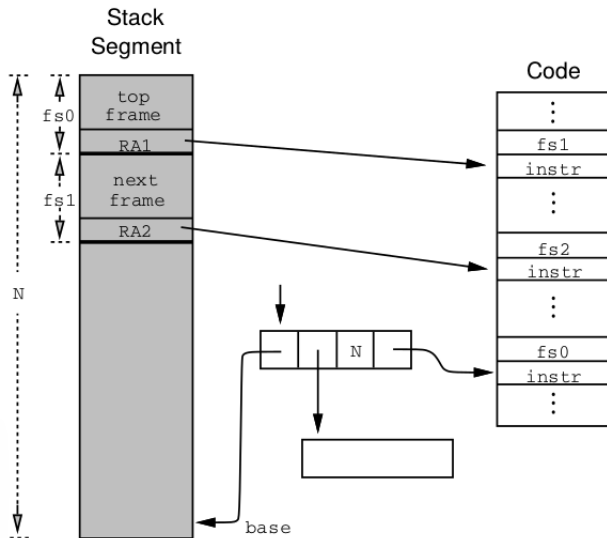 Stack
Segment
fs0
top
frame
RA1
fs1
next
frame
RA2
N
base
N
Code
⋮
fs1
instr
⋮
fs2
instr
⋮
fs0
instr
⋮